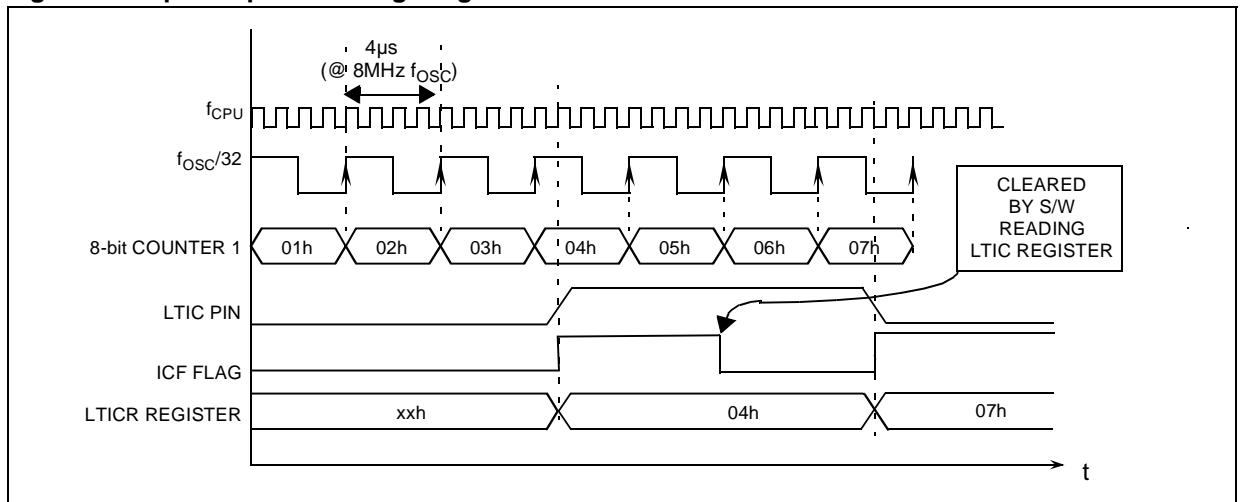 4µs
(@ 8MHz fOSC)
fCPU
fOSC/32
CLEARED
BY S/W
READING
LTIC REGISTER
8-bit COUNTER 1
01h 02h 03h 04h 05h 06h 07h
LTIC PIN
ICF FLAG
LTICR REGISTER
xxh 04h 07h
t